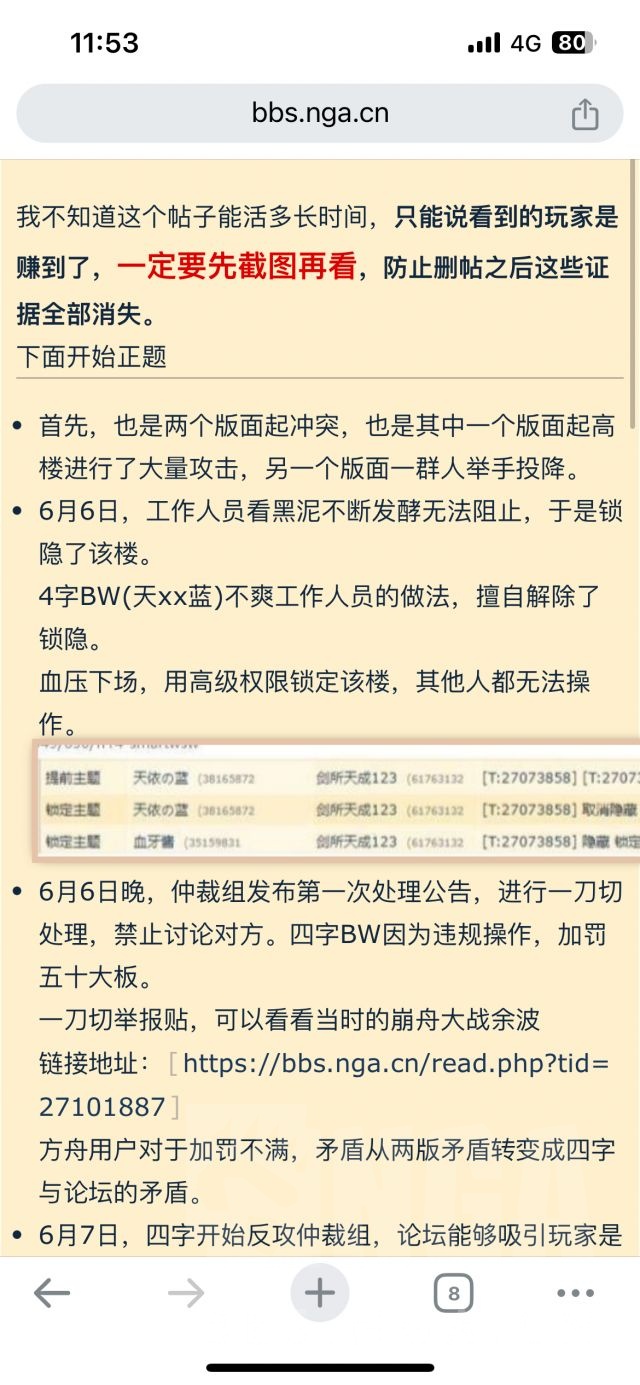 11:53
4G 80
bbs.nga.cn
我不知道这个帖子能活多长时间，只能说看到的玩家是
赚到了，一定要先截图再看，防止删帖之后这些证
据全部消失。
下面开始正题
• 首先，也是两个版面起冲突，也是其中一个版面起高
楼进行了大量攻击，另一个版面一群人举手投降。
• 6月6日，工作人员看黑泥不断发酵无法阻止，于是锁
隐了该楼。
4字BW(天xx蓝)不爽工作人员的做法，擅自解除了
锁隐。
血压下场，用高级权限锁定该楼，其他人都无法操
作。
提前主题 天依の蓝 (38165872 剑所天成123 (61763132 [T:27073858] [T:2707
锁定主题 天依の蓝 (38165872 剑所天成123 (61763132 [T:27073858] 取消隐藏
锁定主题 血牙酱 (35159831 剑所天成123 (61763132 [T:27073858] 隐藏 锁定
• 6月6日晚，仲裁组发布第一次处理公告，进行一刀切
处理，禁止讨论对方。四字BW因为违规操作，加罚
五十大板。
一刀切举报贴，可以看看当时的崩舟大战余波
链接地址：[https://bbs.nga.cn/read.php?tid=
27101887]
方舟用户对于加罚不满，矛盾从两版矛盾转变成四字
与论坛的矛盾。
• 6月7日，四字开始反攻仲裁组，论坛能够吸引玩家是
8